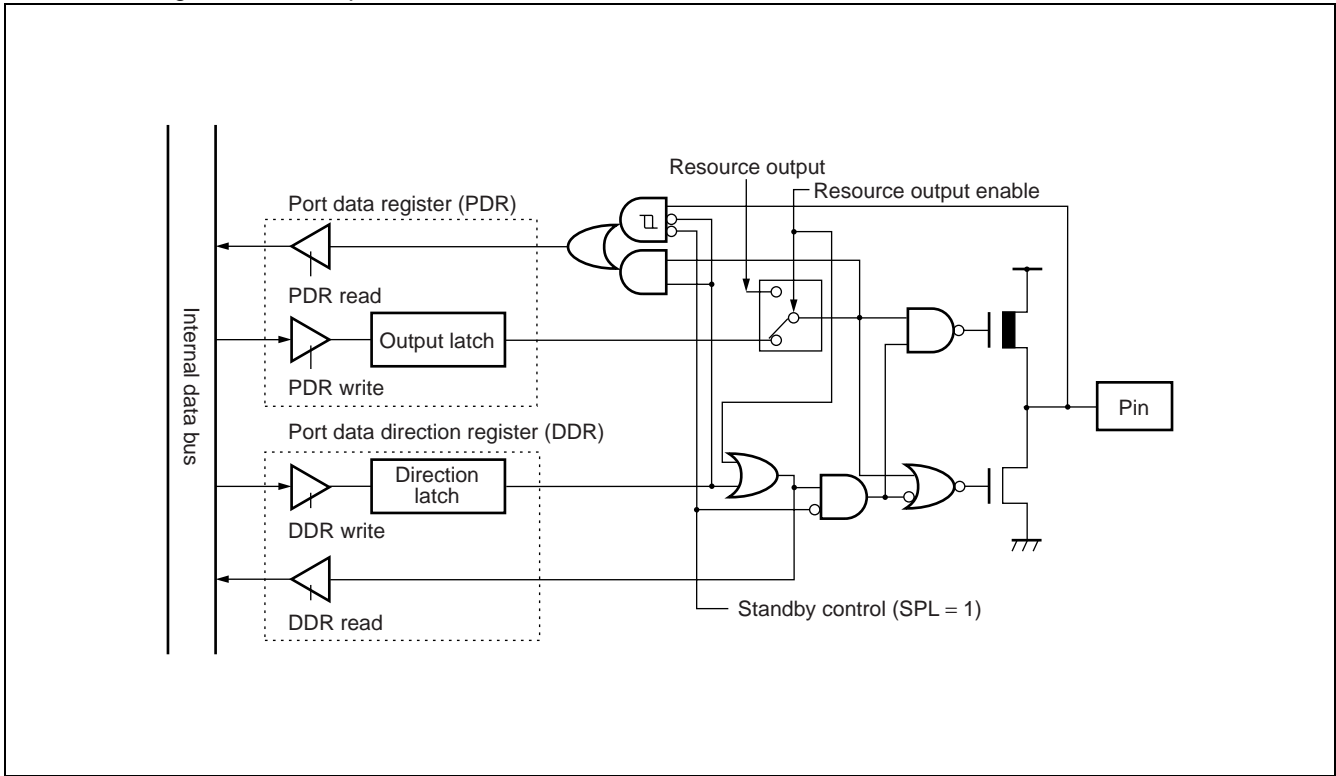 Resource output
Resource output enable
Port data register (PDR)
PDR read
Output latch
PDR write
Internal data bus
Pin
Port data direction register (DDR)
Direction
latch
DDR write
Standby control (SPL = 1)
DDR read